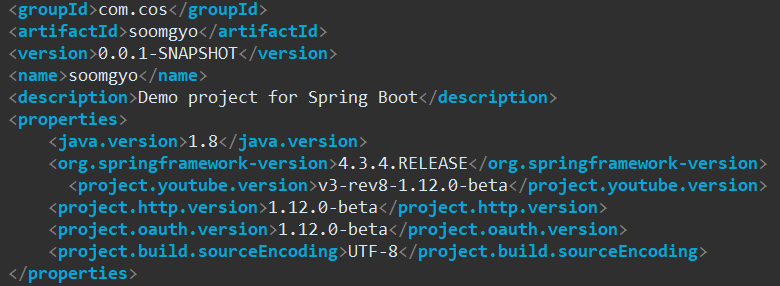 <groupId>com.cos</groupId>
<artifactId>soomgyo</artifactId>
<version>0.0.1-SNAPSHOT</version>
<name>soomgyo</name>
<description>Demo project for Spring Boot</description>
<properties>
    <java.version>1.8</java.version>
    <org.springframework-version>4.3.4.RELEASE</org.springframework-version>
      <project.youtube.version>v3-rev8-1.12.0-beta</project.youtube.version>
    <project.http.version>1.12.0-beta</project.http.version>
    <project.oauth.version>1.12.0-beta</project.oauth.version>
    <project.build.sourceEncoding>UTF-8</project.build.sourceEncoding>
</properties>